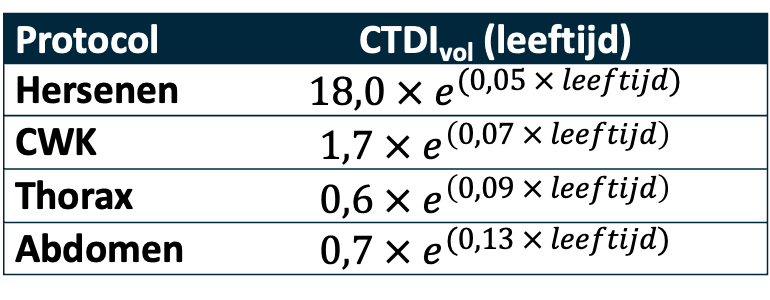 Protocol CTDIvol (leeftijd)
Hersenen 18,0 × e^(0,05 × leeftijd)
CWK 1,7 × e^(0,07 × leeftijd)
Thorax 0,6 × e^(0,09 × leeftijd)
Abdomen 0,7 × e^(0,13 × leeftijd)